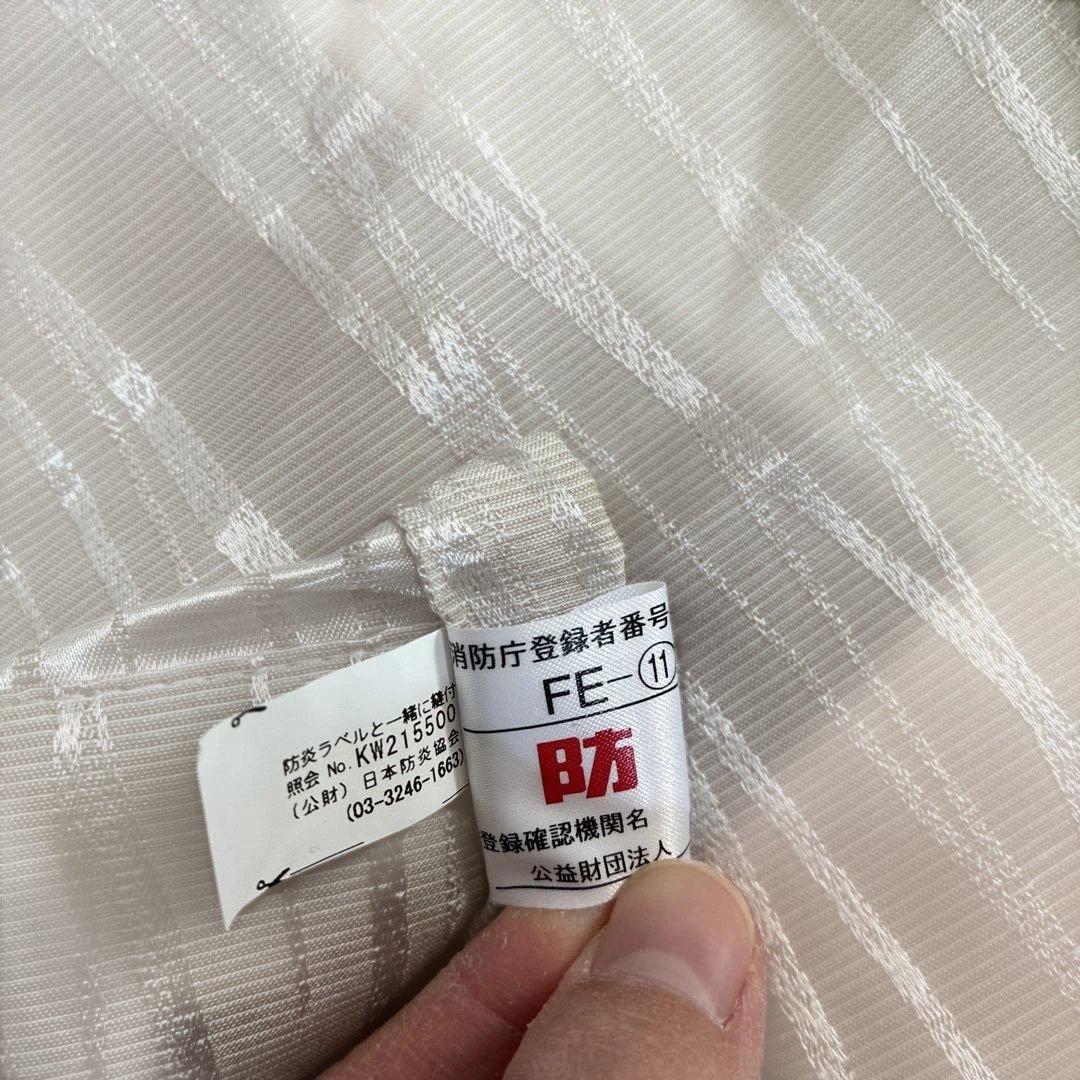 防炎ラベルと一緒に縫付
照会 No.KW215500
(公財) 日本防炎協会
(03-3246-1663)
消防庁登録者番号
FE-⑪
防
登録確認機関名
公益財団法人